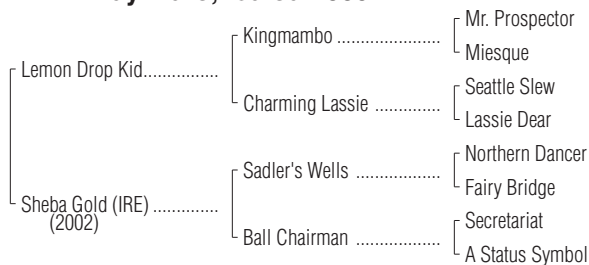 Kingmambo ....................
Mr. Prospector
Miesque
Lemon Drop Kid...............
Charming Lassie .............
Seattle Slew
Lassie Dear
Sadler's Wells .................
Northern Dancer
Fairy Bridge
Sheba Gold (IRE) .............
(2002)
Ball Chairman ..................
Secretariat
A Status Symbol